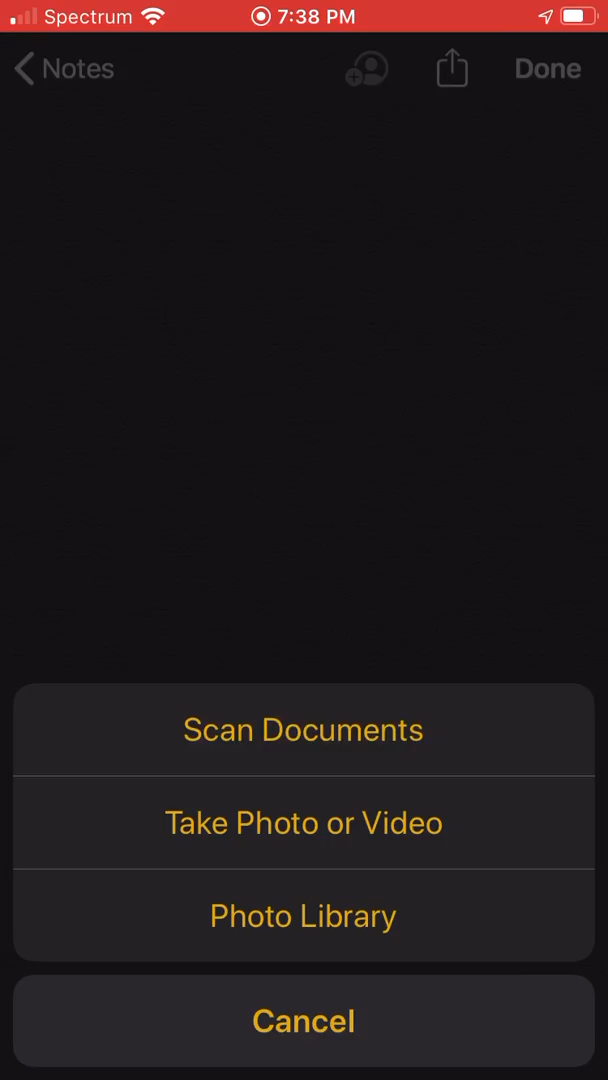 Spectrum 7:38 PM
Notes Done
Scan Documents
Take Photo or Video
Photo Library
Cancel